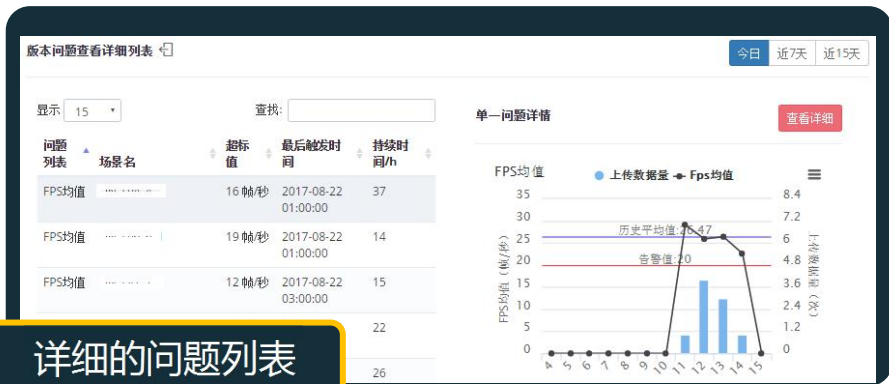 版本问题查看详细列表
今日 近7天 近15天
显示 15 查找:
问题列表 场景名 超标值 最后触发时间 持续时间/h
FPS均值 16 帧/秒 2017-08-22 01:00:00 37
FPS均值 19 帧/秒 2017-08-22 01:00:00 14
FPS均值 12 帧/秒 2017-08-22 03:00:00 15
22
26
单一问题详情 查看详细
FPS均值 上传数据量 Fps均值
35 8.4
30 7.2
历史平均值:26.47
25 6
告警值:20
20 4.8
15 3.6
10 2.4
5 1.2
0 0
FPS均值（帧/秒）
上传数据量（次）
4 5 6 7 8 9 10 11 12 13 14 15
详细的问题列表